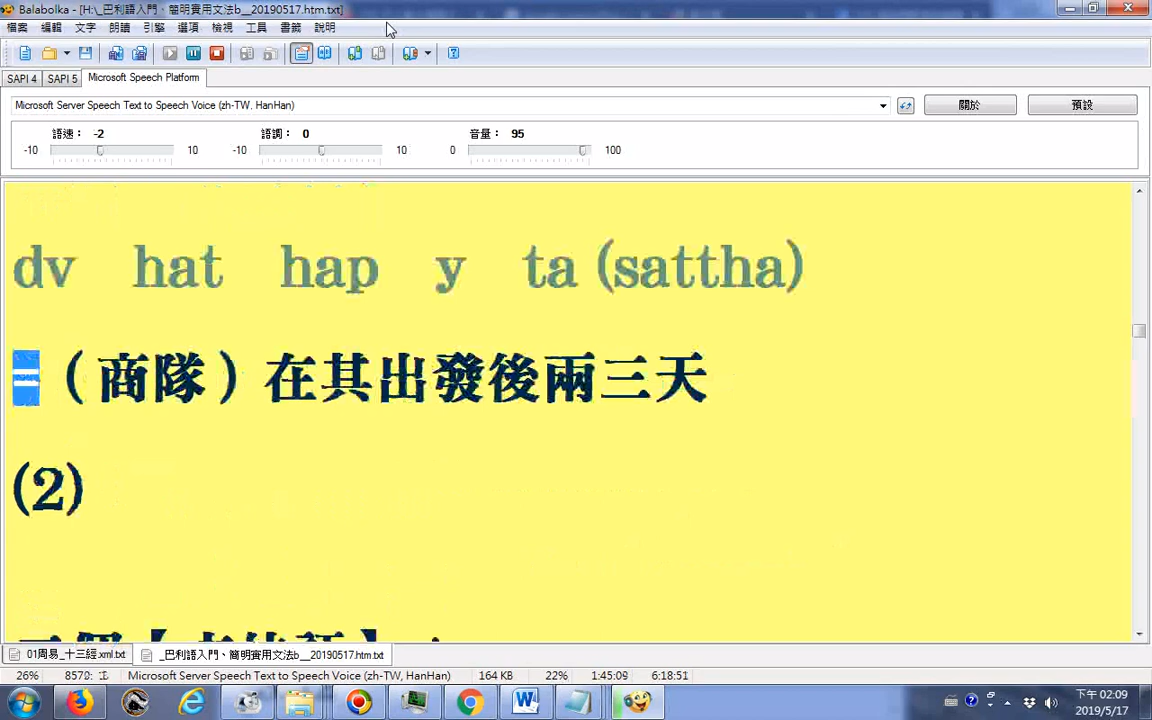 Balabolka - [H:\_巴利語入門、簡明實用文法b__20190517.htm.txt]
檔案 編輯 文字 朗讀 引擎 選項 檢視 工具 書籤 說明
SAPI 4 SAPI 5 Microsoft Speech Platform
Microsoft Server Speech Text to Speech Voice (zh-TW, HanHan) 關於 預設
語速： -2 語調： 0 音量： 95
-10 10 -10 10 0 100
dv hat hap y ta (sattha)
=（商隊）在其出發後兩三天
(2)
01周易_十三經.xml.txt _巴利語入門、簡明實用文法b__20190517.htm.txt
26% 8570: Microsoft Server Speech Text to Speech Voice (zh-TW, HanHan) 164 KB 22% 1:45:09 6:18:51
下午 02:09
2019/5/17